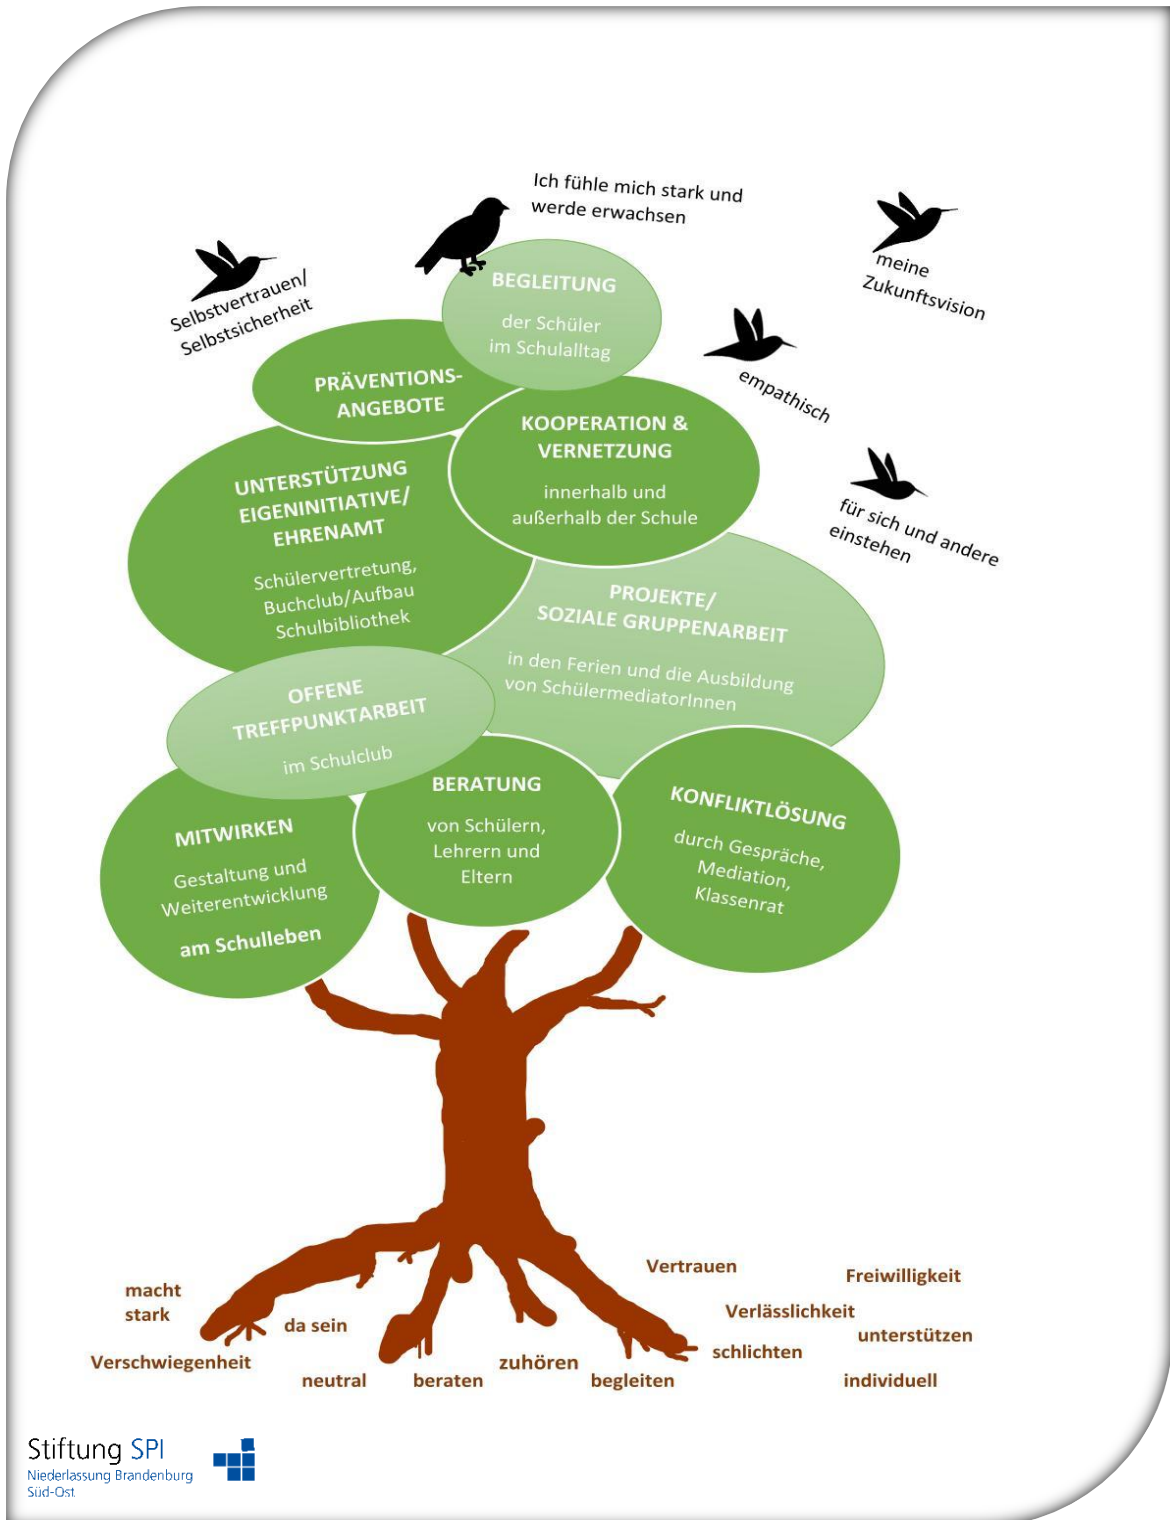 Ich fühle mich stark und
werde erwachsen
meine
Zukunftsvision
Selbstvertrauen/
Selbstsicherheit
BEGLEITUNG
der Schüler
im Schulalltag
empathisch
PRÄVENTIONS-
ANGEBOTE
KOOPERATION &
VERNETZUNG
innerhalb und
außerhalb der Schule
für sich und andere
einstehen
UNTERSTÜTZUNG
EIGENINITIATIVE/
EHRENAMT
Schülervertretung,
Buchclub/Aufbau
Schulbibliothek
PROJEKTE/
SOZIALE GRUPPENARBEIT
in den Ferien und die Ausbildung
von SchülermediatorInnen
OFFENE
TREFFPUNKTARBEIT
im Schulclub
MITWIRKEN
Gestaltung und
Weiterentwicklung
am Schulleben
BERATUNG
von Schülern,
Lehrern und
Eltern
KONFLIKTLÖSUNG
durch Gespräche,
Mediation,
Klassenrat
macht
stark
da sein
Verschwiegenheit
neutral
beraten
zuhören
begleiten
Vertrauen
Freiwilligkeit
Verlässlichkeit
unterstützen
schlichten
individuell
Stiftung SPI
Niederlassung Brandenburg
Süd-Ost